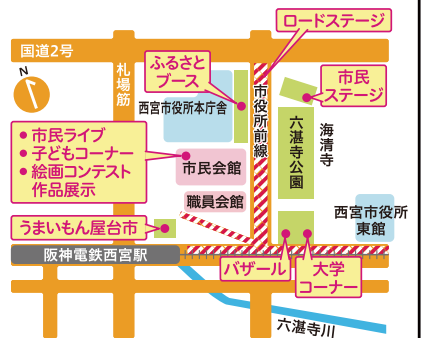 ロードステージ
国道2号
N
札場筋
ふるさと
ブース
市民
ステージ
西宮市役所本庁舎
市役所前線
六湛寺公園
海清寺
● 市民ライブ
● 子どもコーナー
● 絵画コンテスト
作品展示
市民会館
職員会館
西宮市役所
東館
うまいもん屋台市
阪神電鉄西宮駅
バザール
大学
コーナー
六湛寺川